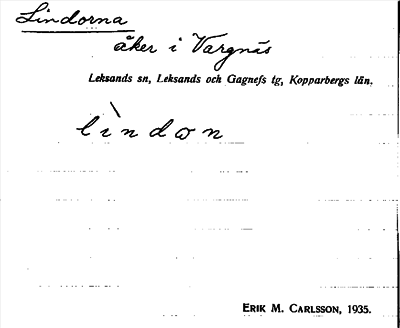 Lindorna
åker i Vargnäs
Leksands sn, Leksands och Gagnefs tg, Kopparbergs län.
lìndon
ERIK M. CARLSSON, 1935.